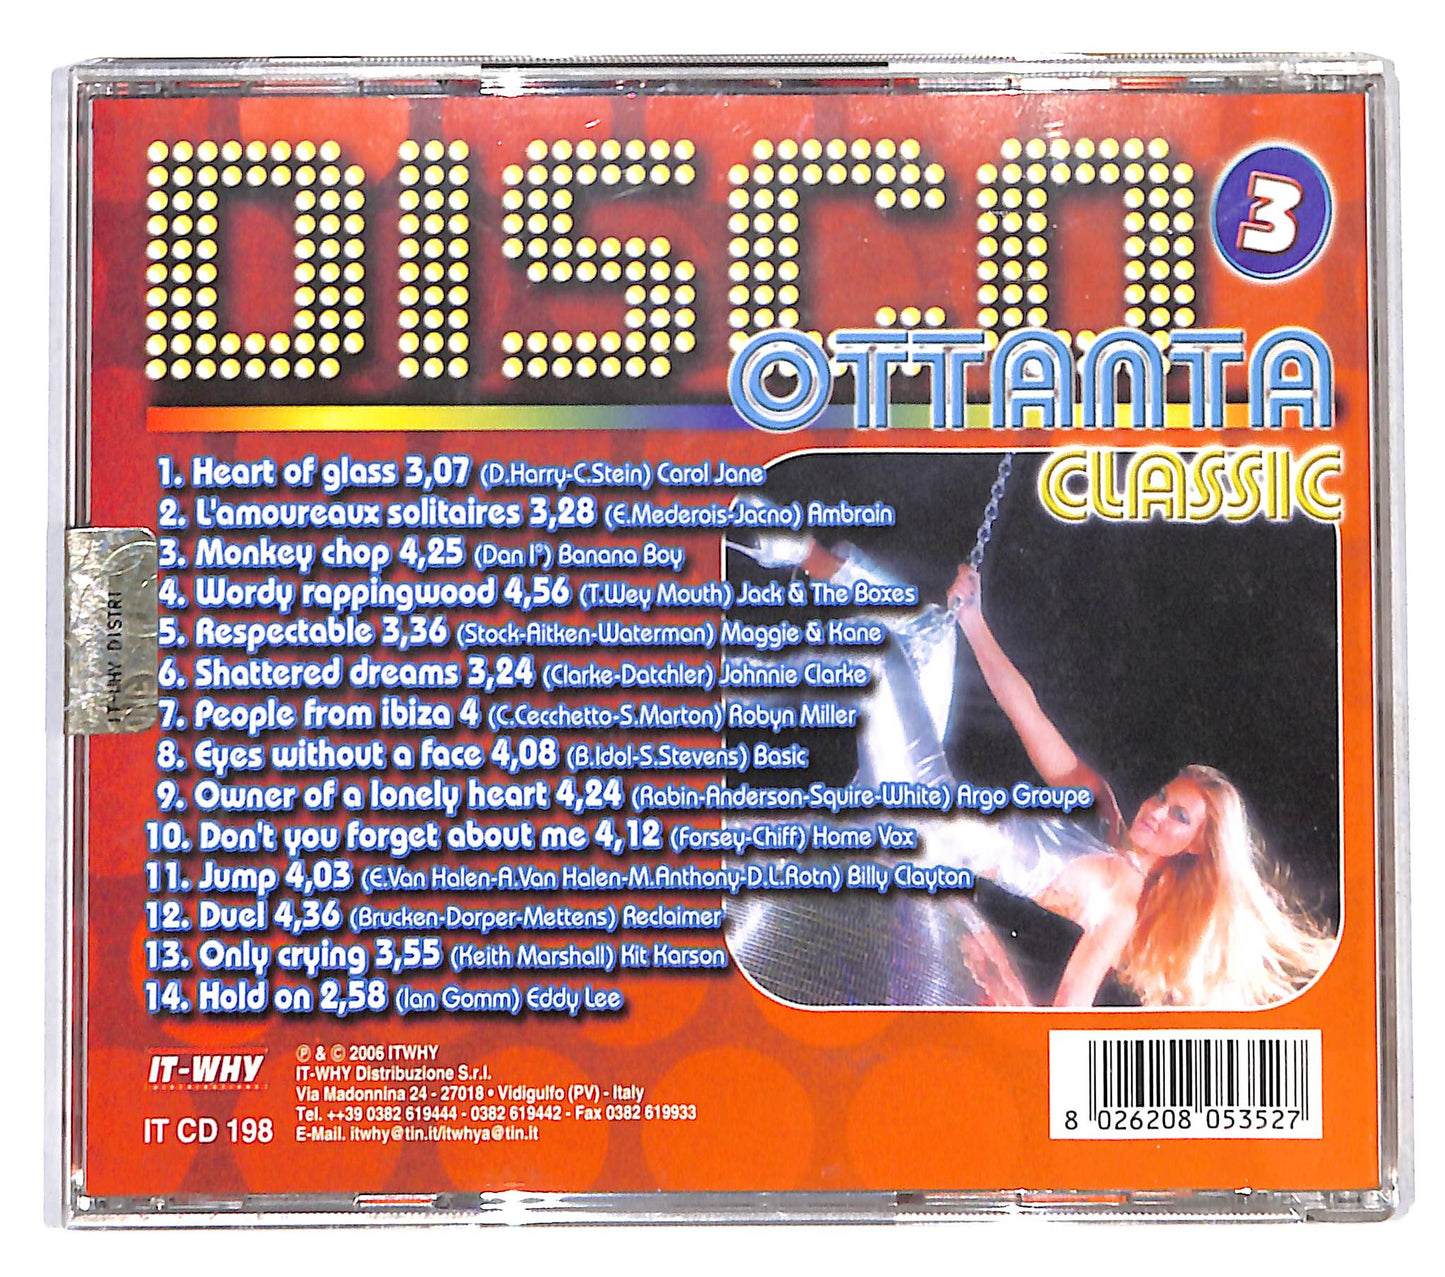 DISCO
3
OTTANTA
CLASSIC
1. Heart of glass 3,07 (D.Harry-C.Stein) Carol Jane
2. L'amoureaux solitaires 3,28 (E.Mederois-Jacno) Ambrain
3. Monkey chop 4,25 (Dan I°) Banana Boy
4. Wordy rappingwood 4,56 (T.Wey Mouth) Jack & The Boxes
5. Respectable 3,36 (Stock-Aitken-Waterman) Maggie & Kane
6. Shattered dreams 3,24 (Clarke-Datchler) Johnnie Clarke
7. People from ibiza 4 (C.Cecchetto-S.Marton) Robyn Miller
8. Eyes without a face 4,08 (B.Idol-S.Stevens) Basic
9. Owner of a lonely heart 4,24 (Rabin-Anderson-Squire-White) Argo Groupe
10. Don't you forget about me 4,12 (Forsey-Chiff) Home Vox
11. Jump 4,03 (E.Van Halen-A.Van Halen-M.Anthony-D.L.Rotn) Billy Clayton
12. Duel 4,36 (Brucken-Dorper-Mettens) Reclaimer
13. Only crying 3,55 (Keith Marshall) Kit Karson
14. Hold on 2,58 (Ian Gomm) Eddy Lee
IT-WHY DISTRI
IT-WHY
DISTRIBUZIONE
IT CD 198
℗ & © 2006 ITWHY
IT-WHY Distribuzione S.r.l.
Via Madonnina 24 - 27018 • Vidigulfo (PV) - Italy
Tel. ++39 0382 619444 - 0382 619442 - Fax 0382 619933
E-Mail. itwhy@tin.it/itwhya@tin.it
8 026208 053527